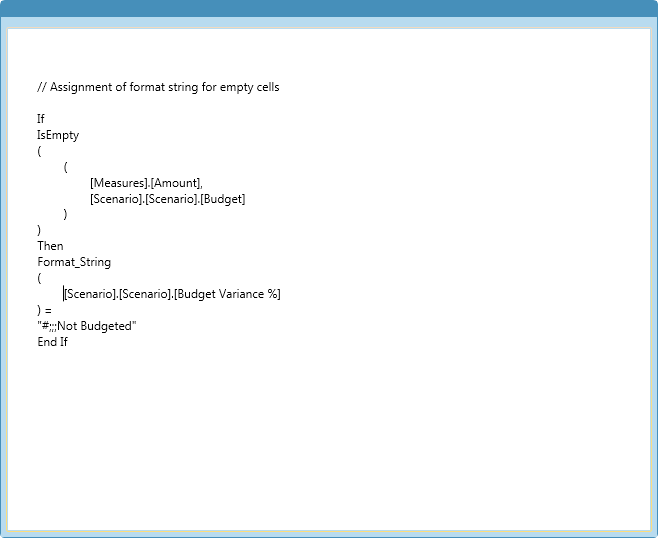 // Assignment of format string for empty cells
If
IsEmpty
(
(
[Measures].[Amount],
[Scenario].[Scenario].[Budget]
)
)
Then
Format_String
(
[Scenario].[Scenario].[Budget Variance %]
) =
"#;;;Not Budgeted"
End If